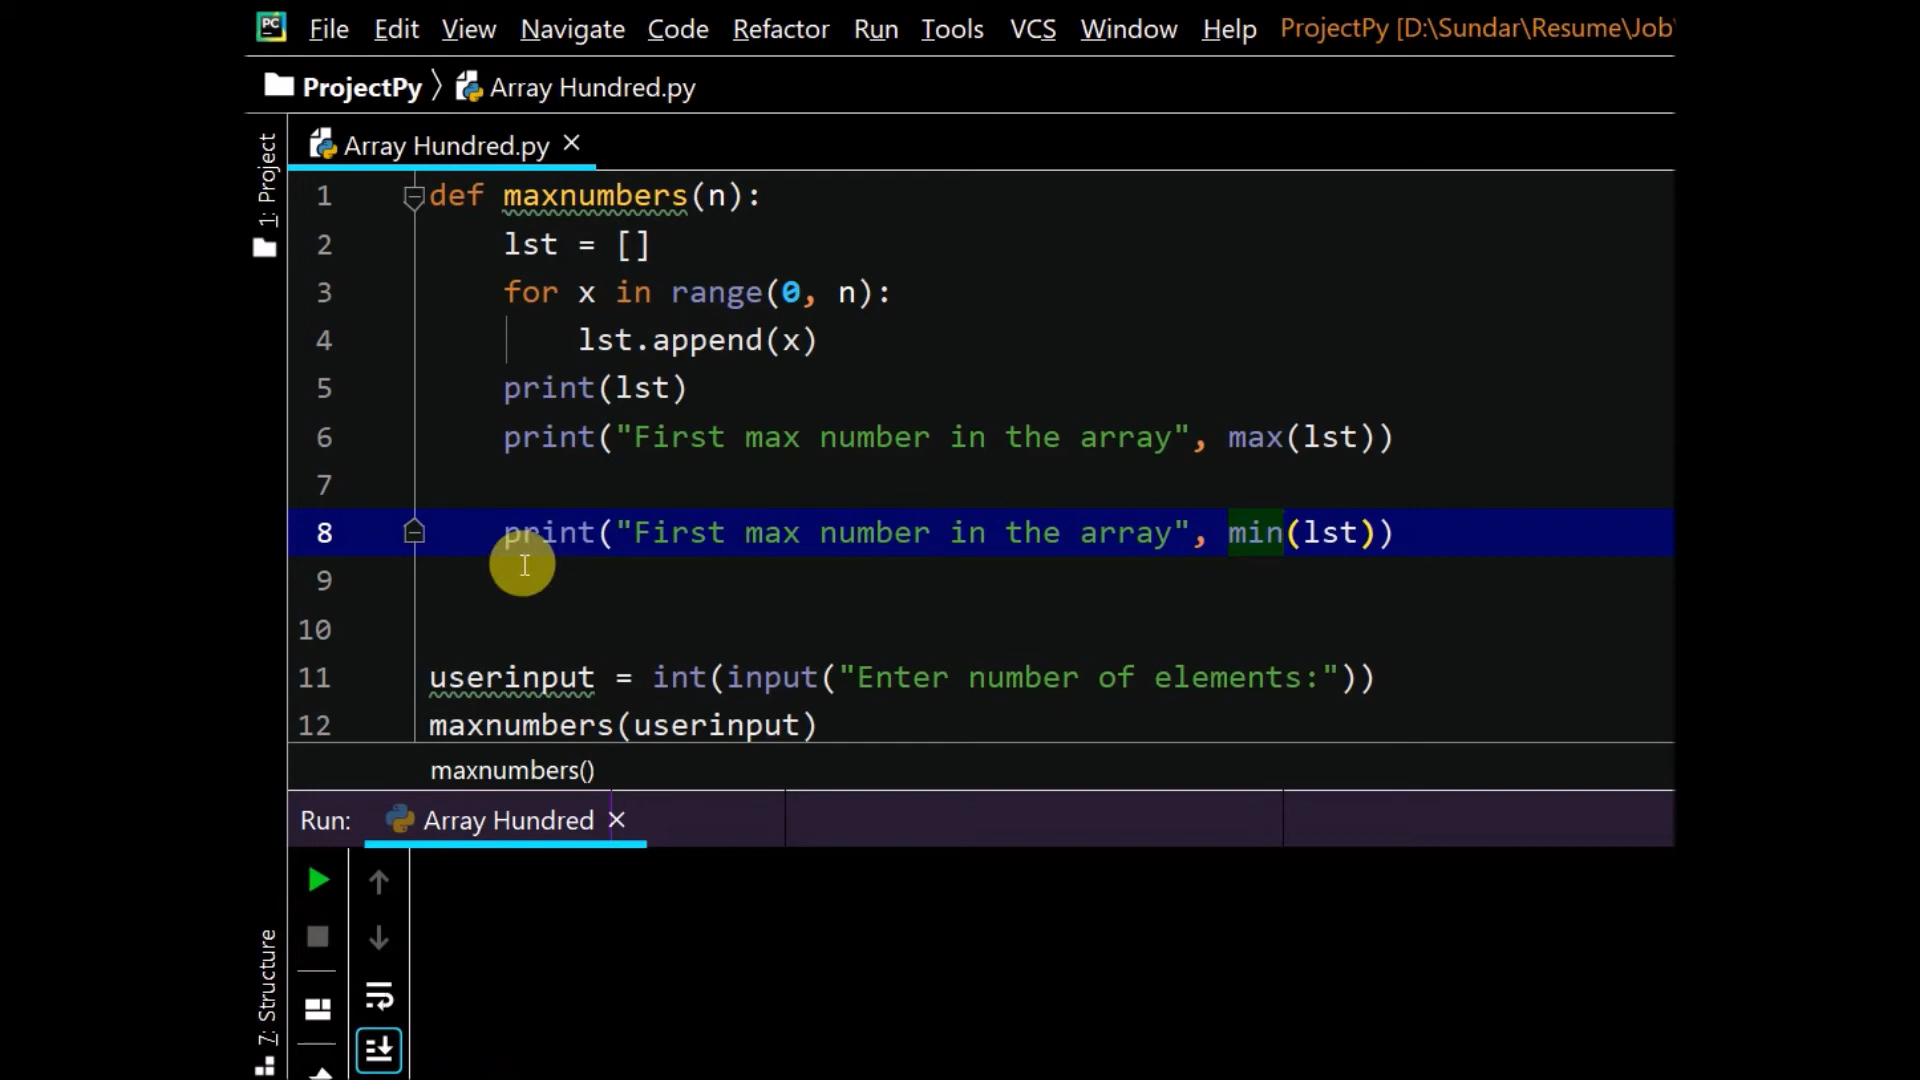 PC File Edit View Navigate Code Refactor Run Tools VCS Window Help ProjectPy [D:\Sundar\Resume\Job\
ProjectPy Array Hundred.py
1: Project
Array Hundred.py
1 def maxnumbers(n):
2 lst = []
3 for x in range(0, n):
4 lst.append(x)
5 print(lst)
6 print("First max number in the array", max(lst))
7
8 print("First max number in the array", min(lst))
9
10
11 userinput = int(input("Enter number of elements:"))
12 maxnumbers(userinput)
maxnumbers()
Run: Array Hundred
7: Structure